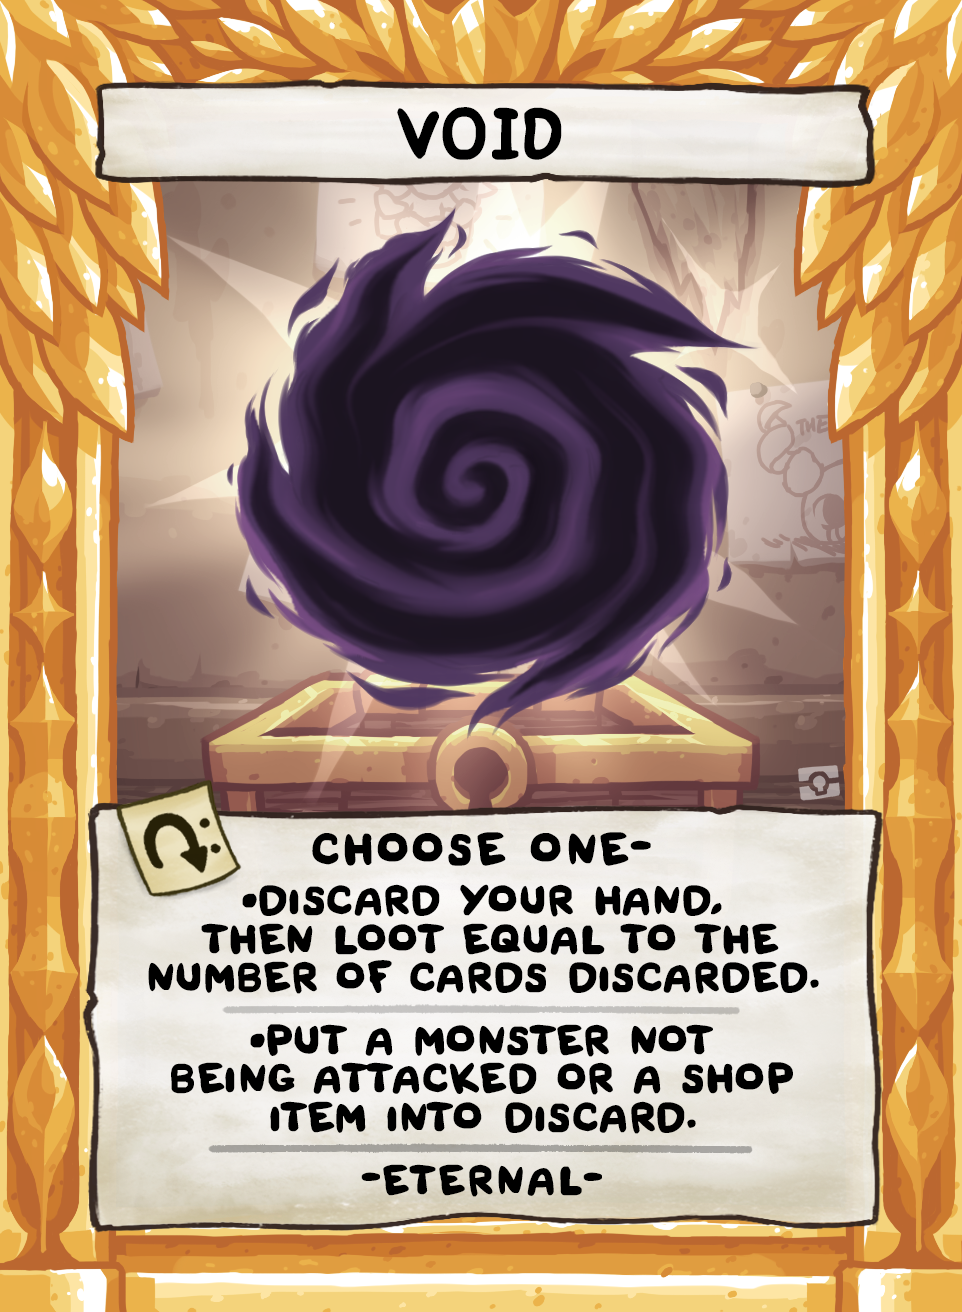 VOID
THE
CHOOSE ONE-
•DISCARD YOUR HAND,
THEN LOOT EQUAL TO THE
NUMBER OF CARDS DISCARDED.
•PUT A MONSTER NOT
BEING ATTACKED OR A SHOP
ITEM INTO DISCARD.
-ETERNAL-